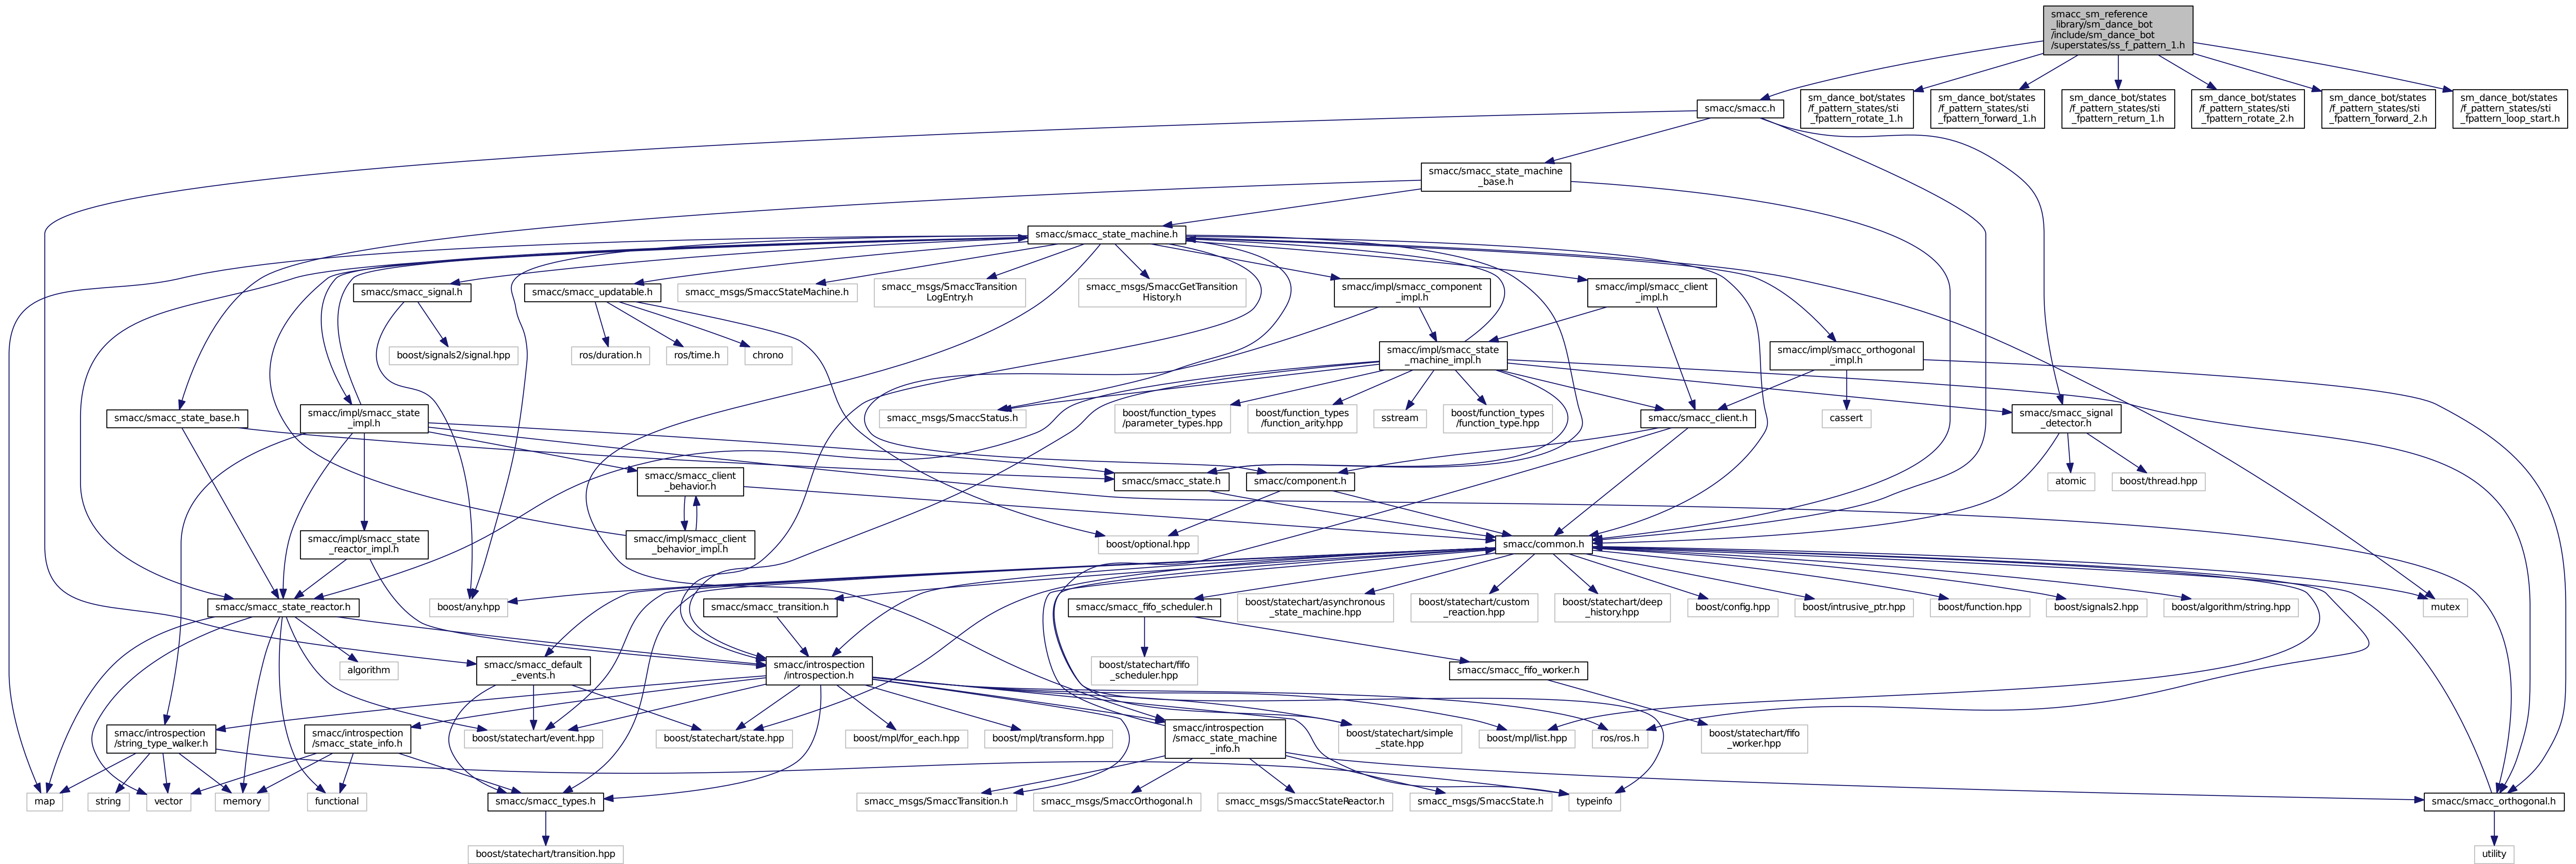 smacc_sm_reference
_library/sm_dance_bot
/include/sm_dance_bot
/superstates/ss_f_pattern_1.h
smacc/smacc.h
sm_dance_bot/states
/f_pattern_states/sti
_fpattern_rotate_1.h
sm_dance_bot/states
/f_pattern_states/sti
_fpattern_forward_1.h
sm_dance_bot/states
/f_pattern_states/sti
_fpattern_return_1.h
sm_dance_bot/states
/f_pattern_states/sti
_fpattern_rotate_2.h
sm_dance_bot/states
/f_pattern_states/sti
_fpattern_forward_2.h
sm_dance_bot/states
/f_pattern_states/sti
_fpattern_loop_start.h
smacc/smacc_state_machine
_base.h
smacc/smacc_state_machine.h
smacc/smacc_signal.h
smacc/smacc_updatable.h
smacc_msgs/SmaccStateMachine.h
smacc_msgs/SmaccTransition
LogEntry.h
smacc_msgs/SmaccGetTransition
History.h
smacc/impl/smacc_component
_impl.h
smacc/impl/smacc_client
_impl.h
boost/signals2/signal.hpp
ros/duration.h
ros/time.h
chrono
smacc/impl/smacc_state
_machine_impl.h
smacc/impl/smacc_orthogonal
_impl.h
smacc/smacc_state_base.h
smacc/impl/smacc_state
_impl.h
smacc_msgs/SmaccStatus.h
boost/function_types
/parameter_types.hpp
boost/function_types
/function_arity.hpp
sstream
boost/function_types
/function_type.hpp
smacc/smacc_client.h
cassert
smacc/smacc_signal
_detector.h
smacc/smacc_client
_behavior.h
smacc/smacc_state.h
smacc/component.h
atomic
boost/thread.hpp
smacc/impl/smacc_state
_reactor_impl.h
smacc/impl/smacc_client
_behavior_impl.h
boost/optional.hpp
smacc/common.h
smacc/smacc_state_reactor.h
boost/any.hpp
smacc/smacc_transition.h
smacc/smacc_fifo_scheduler.h
boost/statechart/asynchronous
_state_machine.hpp
boost/statechart/custom
_reaction.hpp
boost/statechart/deep
_history.hpp
boost/config.hpp
boost/intrusive_ptr.hpp
boost/function.hpp
boost/signals2.hpp
boost/algorithm/string.hpp
mutex
algorithm
smacc/smacc_default
_events.h
smacc/introspection
/introspection.h
boost/statechart/fifo
_scheduler.hpp
smacc/smacc_fifo_worker.h
smacc/introspection
/string_type_walker.h
smacc/introspection
/smacc_state_info.h
boost/statechart/event.hpp
boost/statechart/state.hpp
boost/mpl/for_each.hpp
boost/mpl/transform.hpp
smacc/introspection
/smacc_state_machine
_info.h
boost/statechart/simple
_state.hpp
boost/mpl/list.hpp
ros/ros.h
boost/statechart/fifo
_worker.hpp
map
string
vector
memory
functional
smacc/smacc_types.h
smacc_msgs/SmaccTransition.h
smacc_msgs/SmaccOrthogonal.h
smacc_msgs/SmaccStateReactor.h
smacc_msgs/SmaccState.h
typeinfo
smacc/smacc_orthogonal.h
boost/statechart/transition.hpp
utility